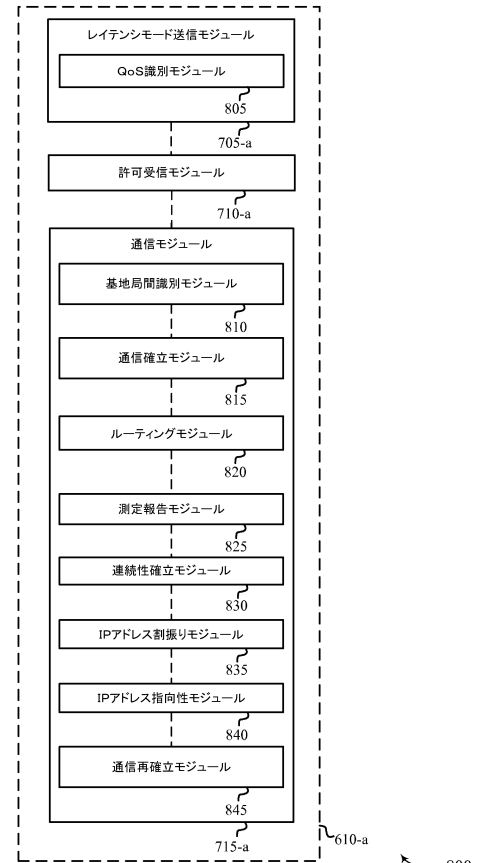 レイテンシモード送信モジュール
QoS識別モジュール
805
705-a
許可受信モジュール
710-a
通信モジュール
基地局間識別モジュール
810
通信確立モジュール
815
ルーティングモジュール
820
測定報告モジュール
825
連続性確立モジュール
830
IPアドレス割振りモジュール
835
IPアドレス指向性モジュール
840
通信再確立モジュール
845
715-a
610-a